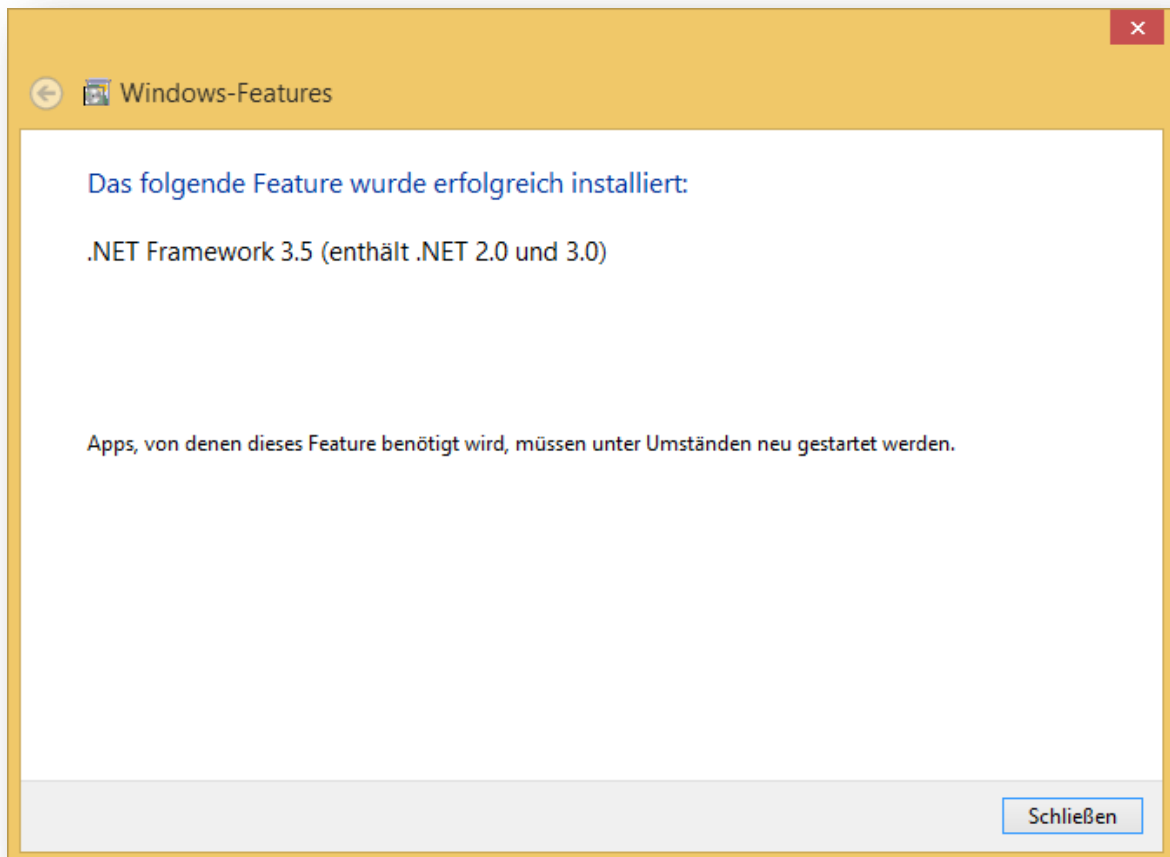 Windows-Features
Das folgende Feature wurde erfolgreich installiert:
.NET Framework 3.5 (enthält .NET 2.0 und 3.0)
Apps, von denen dieses Feature benötigt wird, müssen unter Umständen neu gestartet werden.
Schließen